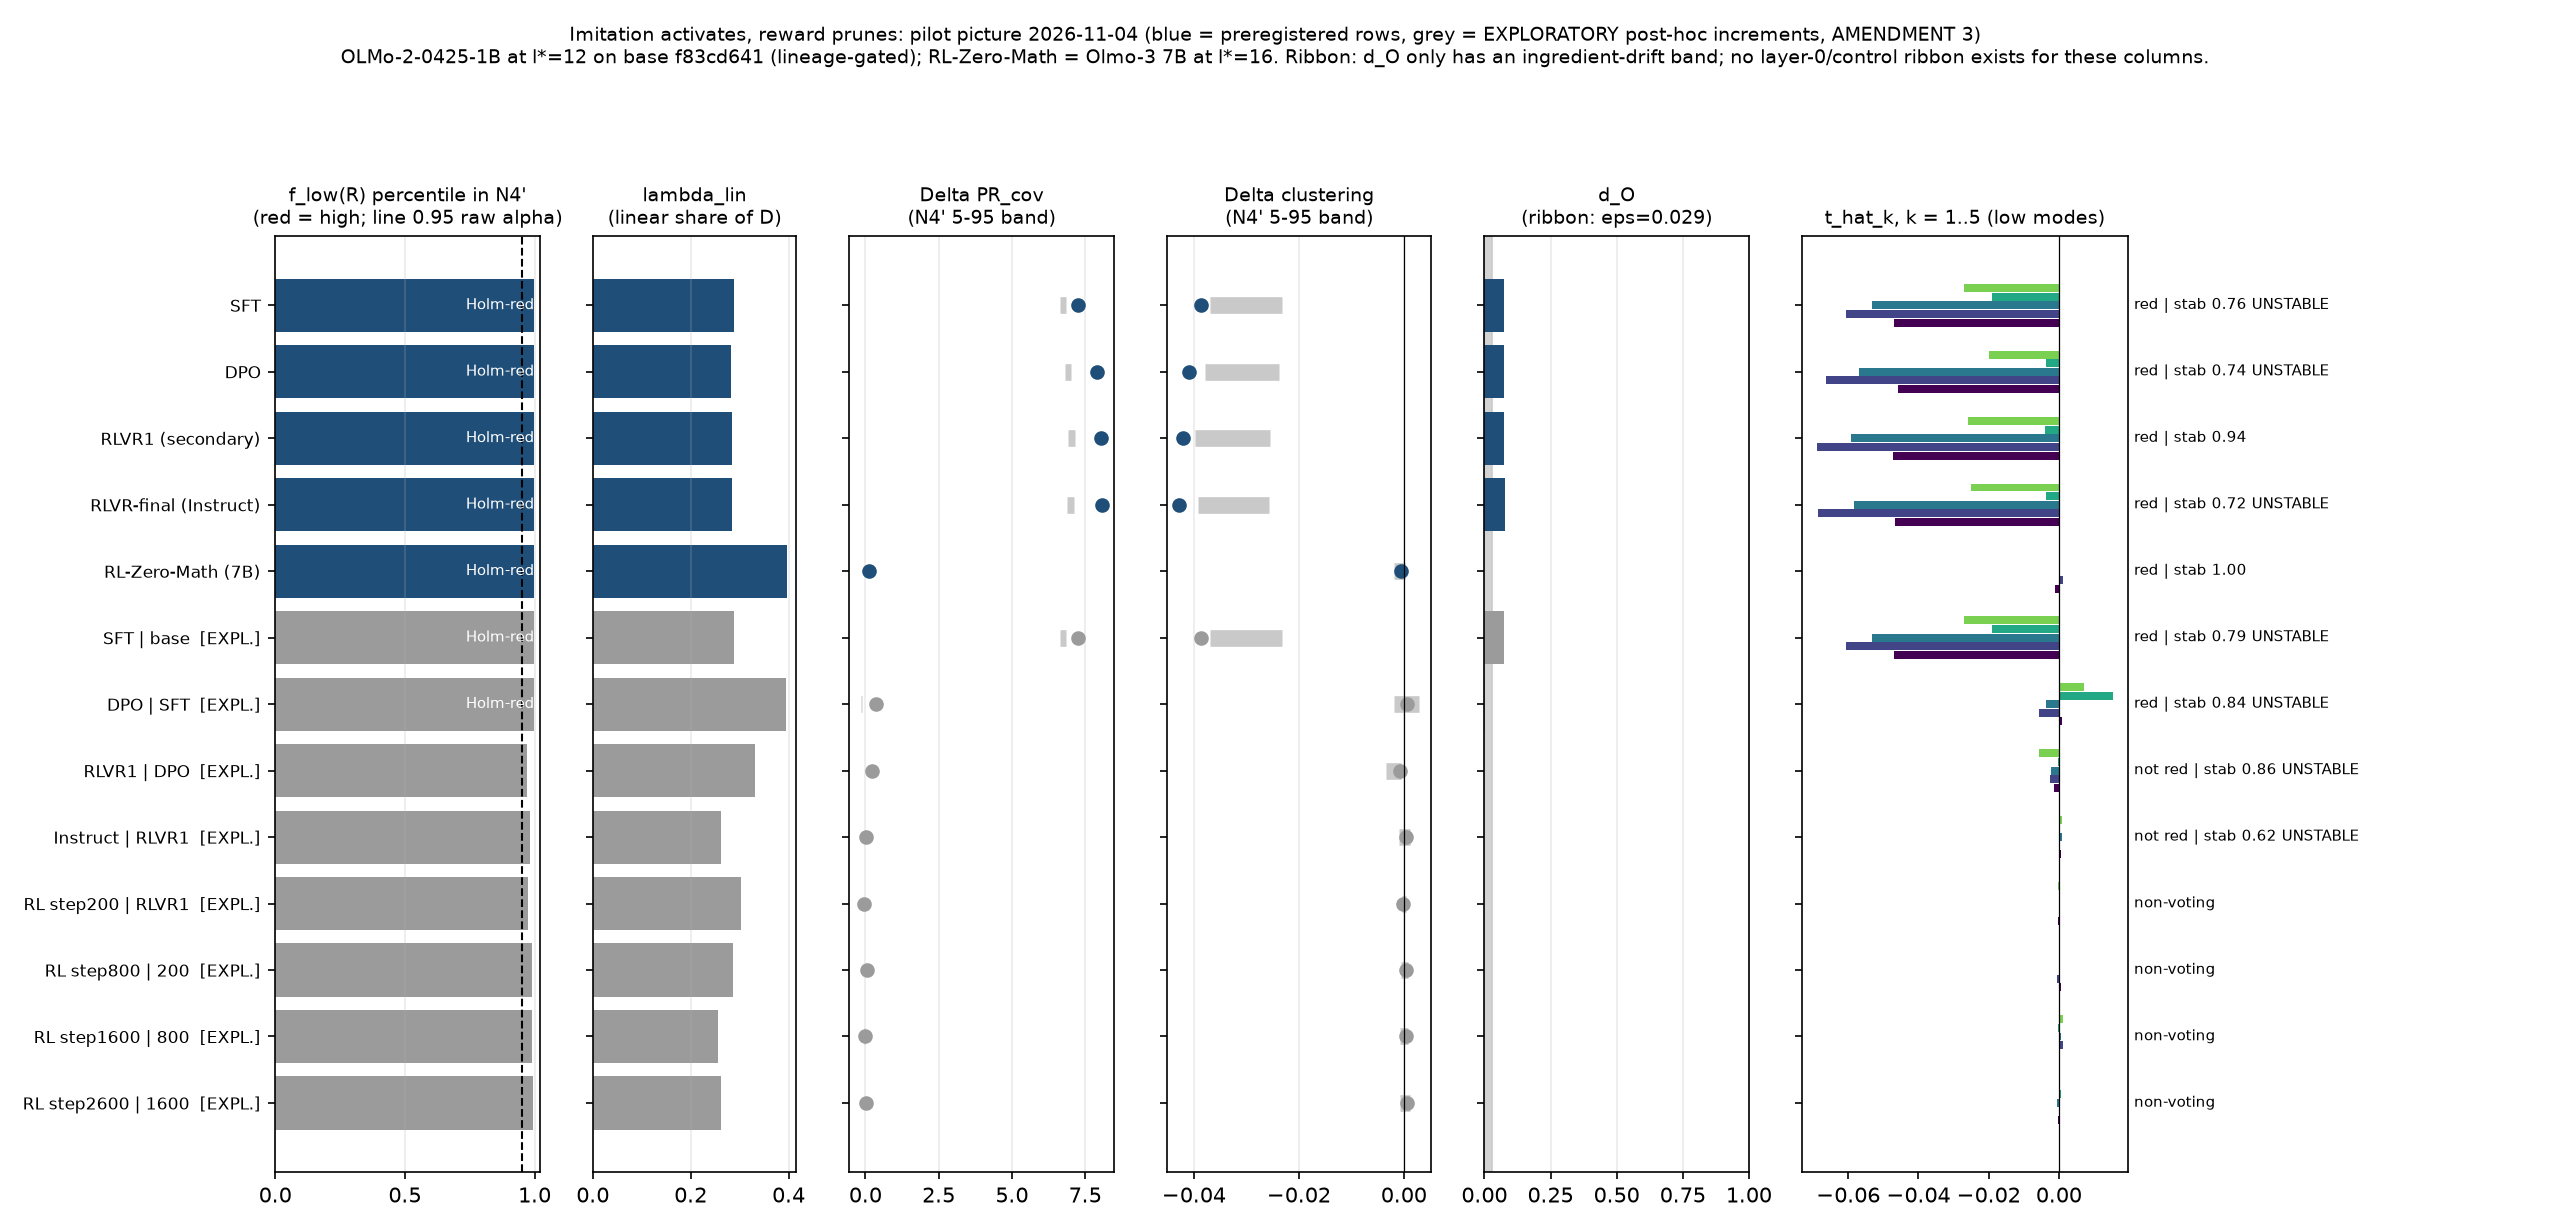 Imitation activates, reward prunes: pilot picture 2026-11-04 (blue = preregistered rows, grey = EXPLORATORY post-hoc increments, AMENDMENT 3)
OLMo-2-0425-1B at l*=12 on base f83cd641 (lineage-gated); RL-Zero-Math = Olmo-3 7B at l*=16. Ribbon: d_O only has an ingredient-drift band; no layer-0/control ribbon exists for these columns.
f_low(R) percentile in N4'
(red = high; line 0.95 raw alpha)
lambda_lin
(linear share of D)
Delta PR_cov
(N4' 5-95 band)
Delta clustering
(N4' 5-95 band)
d_O
(ribbon: eps=0.029)
t_hat_k, k = 1..5 (low modes)
SFT
Holm-red
red | stab 0.76 UNSTABLE
DPO
Holm-red
red | stab 0.74 UNSTABLE
RLVR1 (secondary)
Holm-red
red | stab 0.94
RLVR-final (Instruct)
Holm-red
red | stab 0.72 UNSTABLE
RL-Zero-Math (7B)
Holm-red
red | stab 1.00
SFT | base [EXPL.]
Holm-red
red | stab 0.79 UNSTABLE
DPO | SFT [EXPL.]
Holm-red
red | stab 0.84 UNSTABLE
RLVR1 | DPO [EXPL.]
not red | stab 0.86 UNSTABLE
Instruct | RLVR1 [EXPL.]
not red | stab 0.62 UNSTABLE
RL step200 | RLVR1 [EXPL.]
non-voting
RL step800 | 200 [EXPL.]
non-voting
RL step1600 | 800 [EXPL.]
non-voting
RL step2600 | 1600 [EXPL.]
non-voting
0.0 0.5 1.0
0.0 0.2 0.4
0.0 2.5 5.0 7.5
−0.04 −0.02 0.00
0.00 0.25 0.50 0.75 1.00
−0.06 −0.04 −0.02 0.00